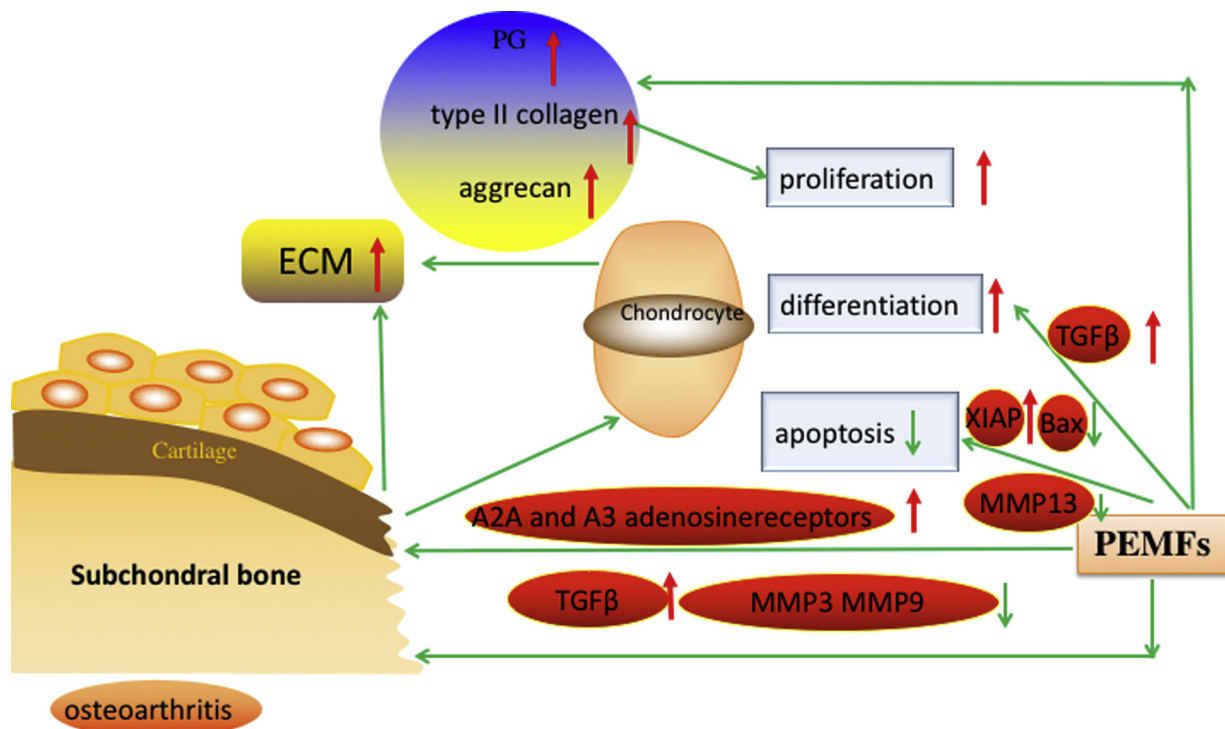 PG
type II collagen
aggrecan
proliferation
ECM
differentiation
Chondrocyte
TGFβ
XIAP
Bax
apoptosis
Cartilage
MMP13
A2A and A3 adenosinereceptors
PEMFs
Subchondral bone
TGFβ
MMP3 MMP9
osteoarthritis